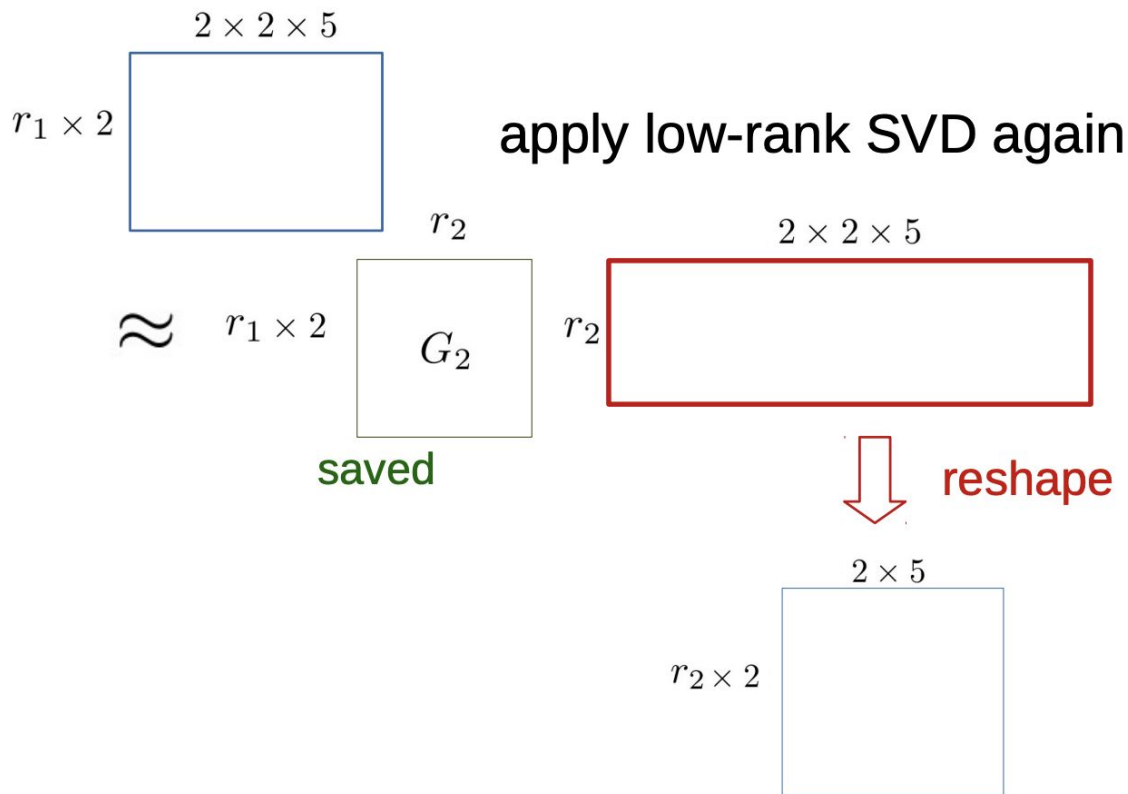 2 × 2 × 5
r₁ × 2
apply low-rank SVD again
r₂
2 × 2 × 5
≈ r₁ × 2
G₂
r₂
saved
reshape
2 × 5
r₂ × 2